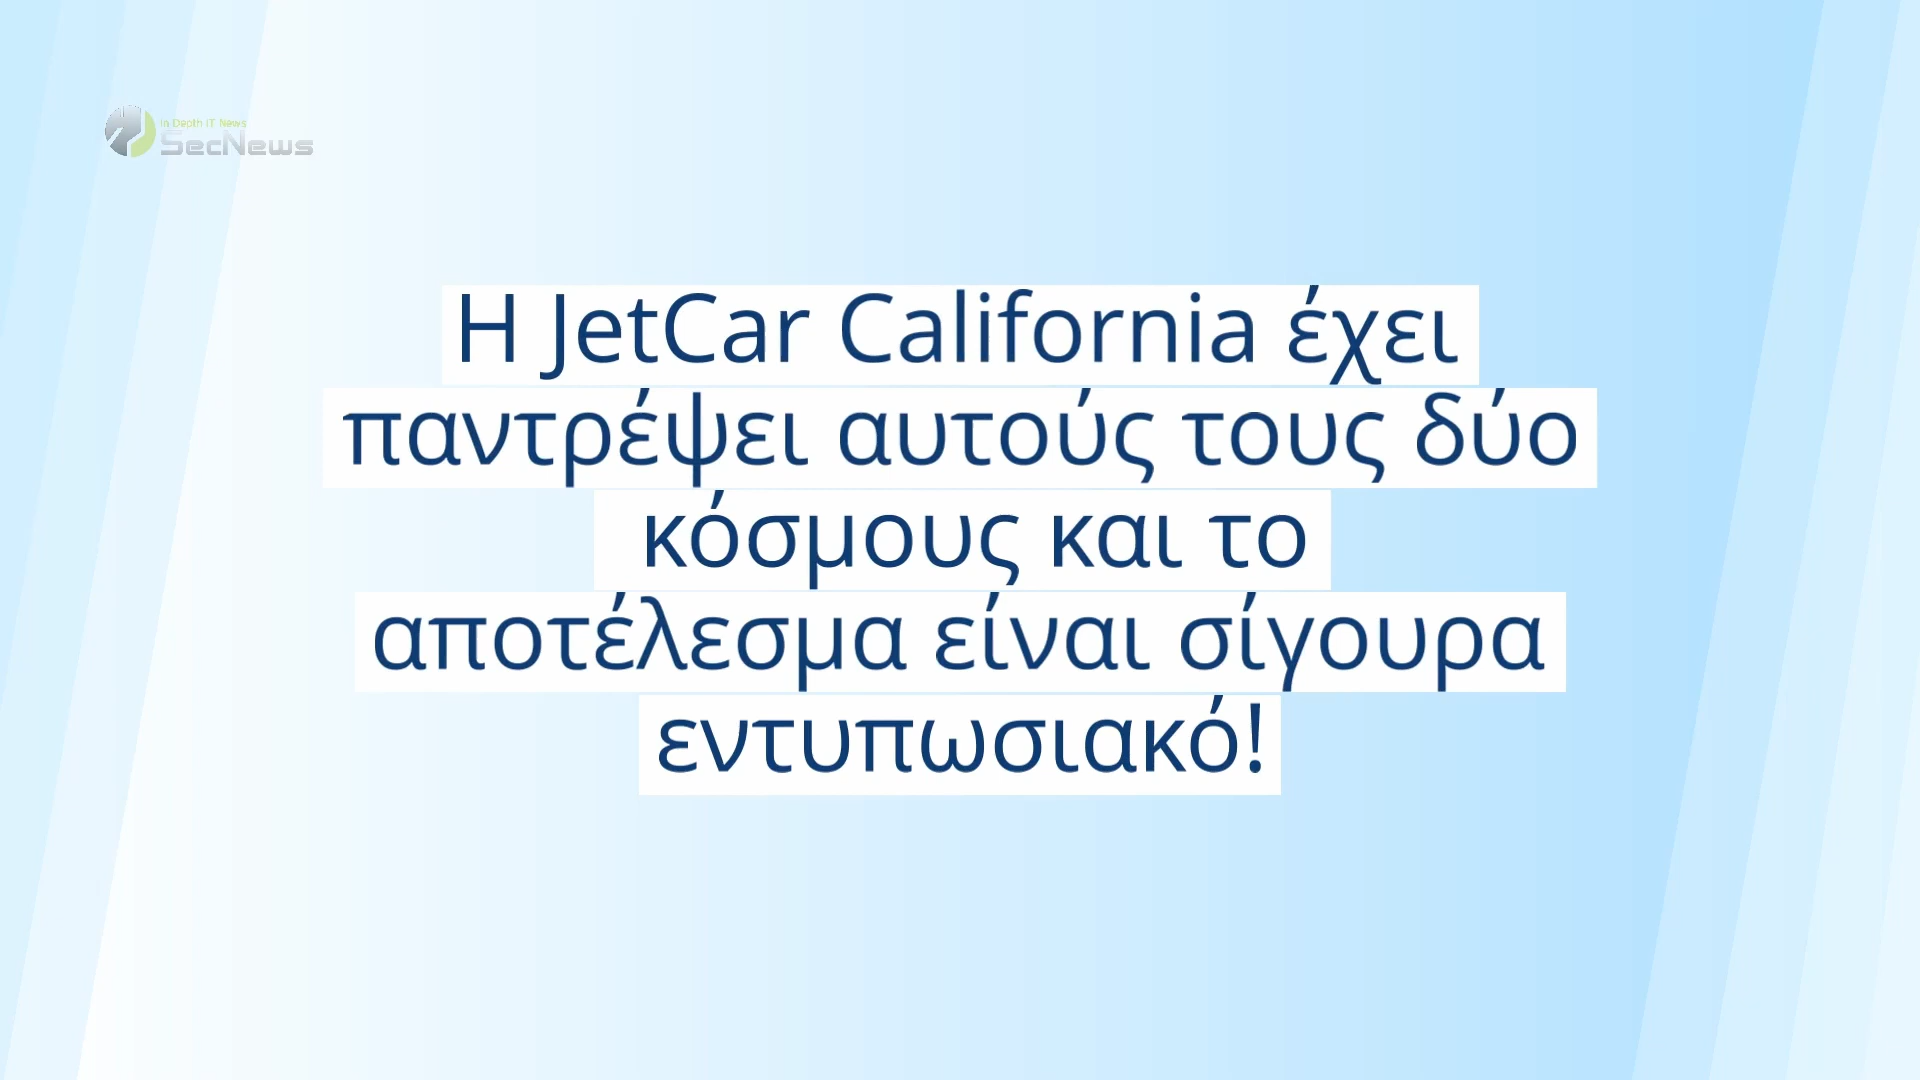 In Depth IT News
SecNews
Η JetCar California έχει
παντρέψει αυτούς τους δύο
κόσμους και το
αποτέλεσμα είναι σίγουρα
εντυπωσιακό!